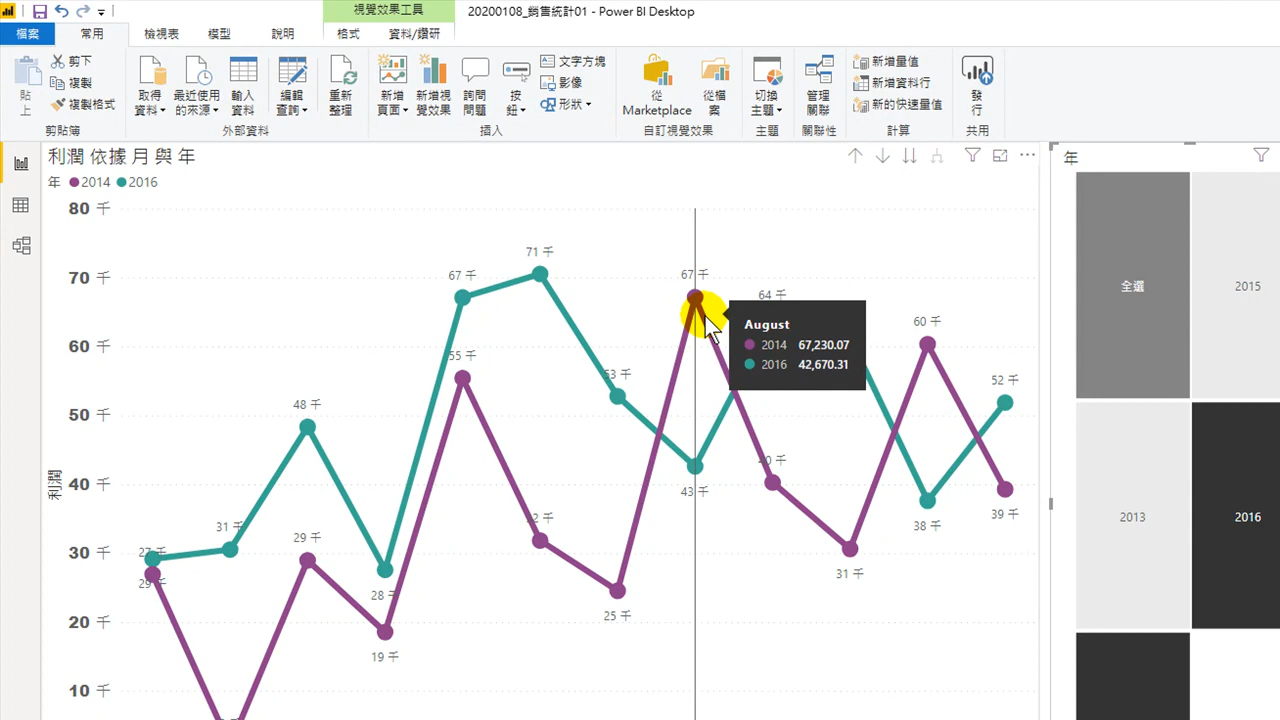 20200108_銷售統計01 - Power BI Desktop
視覺效果工具
檔案
常用
檢視表
模型
說明
格式
資料/鑽研
貼上
剪下
複製
複製格式
剪貼簿
取得資料
最近使用的來源
輸入資料
編輯查詢
重新整理
外部資料
新增頁面
新增視覺效果
詢問問題
按鈕
文字方塊
影像
形狀
插入
從 Marketplace
從檔案
自訂視覺效果
切換主題
主題
管理關聯
關聯性
新增量值
新增資料行
新的快速量值
計算
發行
共用
利潤 依據 月 與 年
年 2014 2016
80 千
70 千
60 千
50 千
40 千
30 千
20 千
10 千
利潤
71 千
67 千
67 千
64 千
60 千
55 千
53 千
52 千
48 千
43 千
40 千
38 千
39 千
31 千
29 千
32 千
27 千
29 千
28 千
31 千
25 千
19 千
August
2014 67,230.07
2016 42,670.31
年
全選
2015
2013
2016